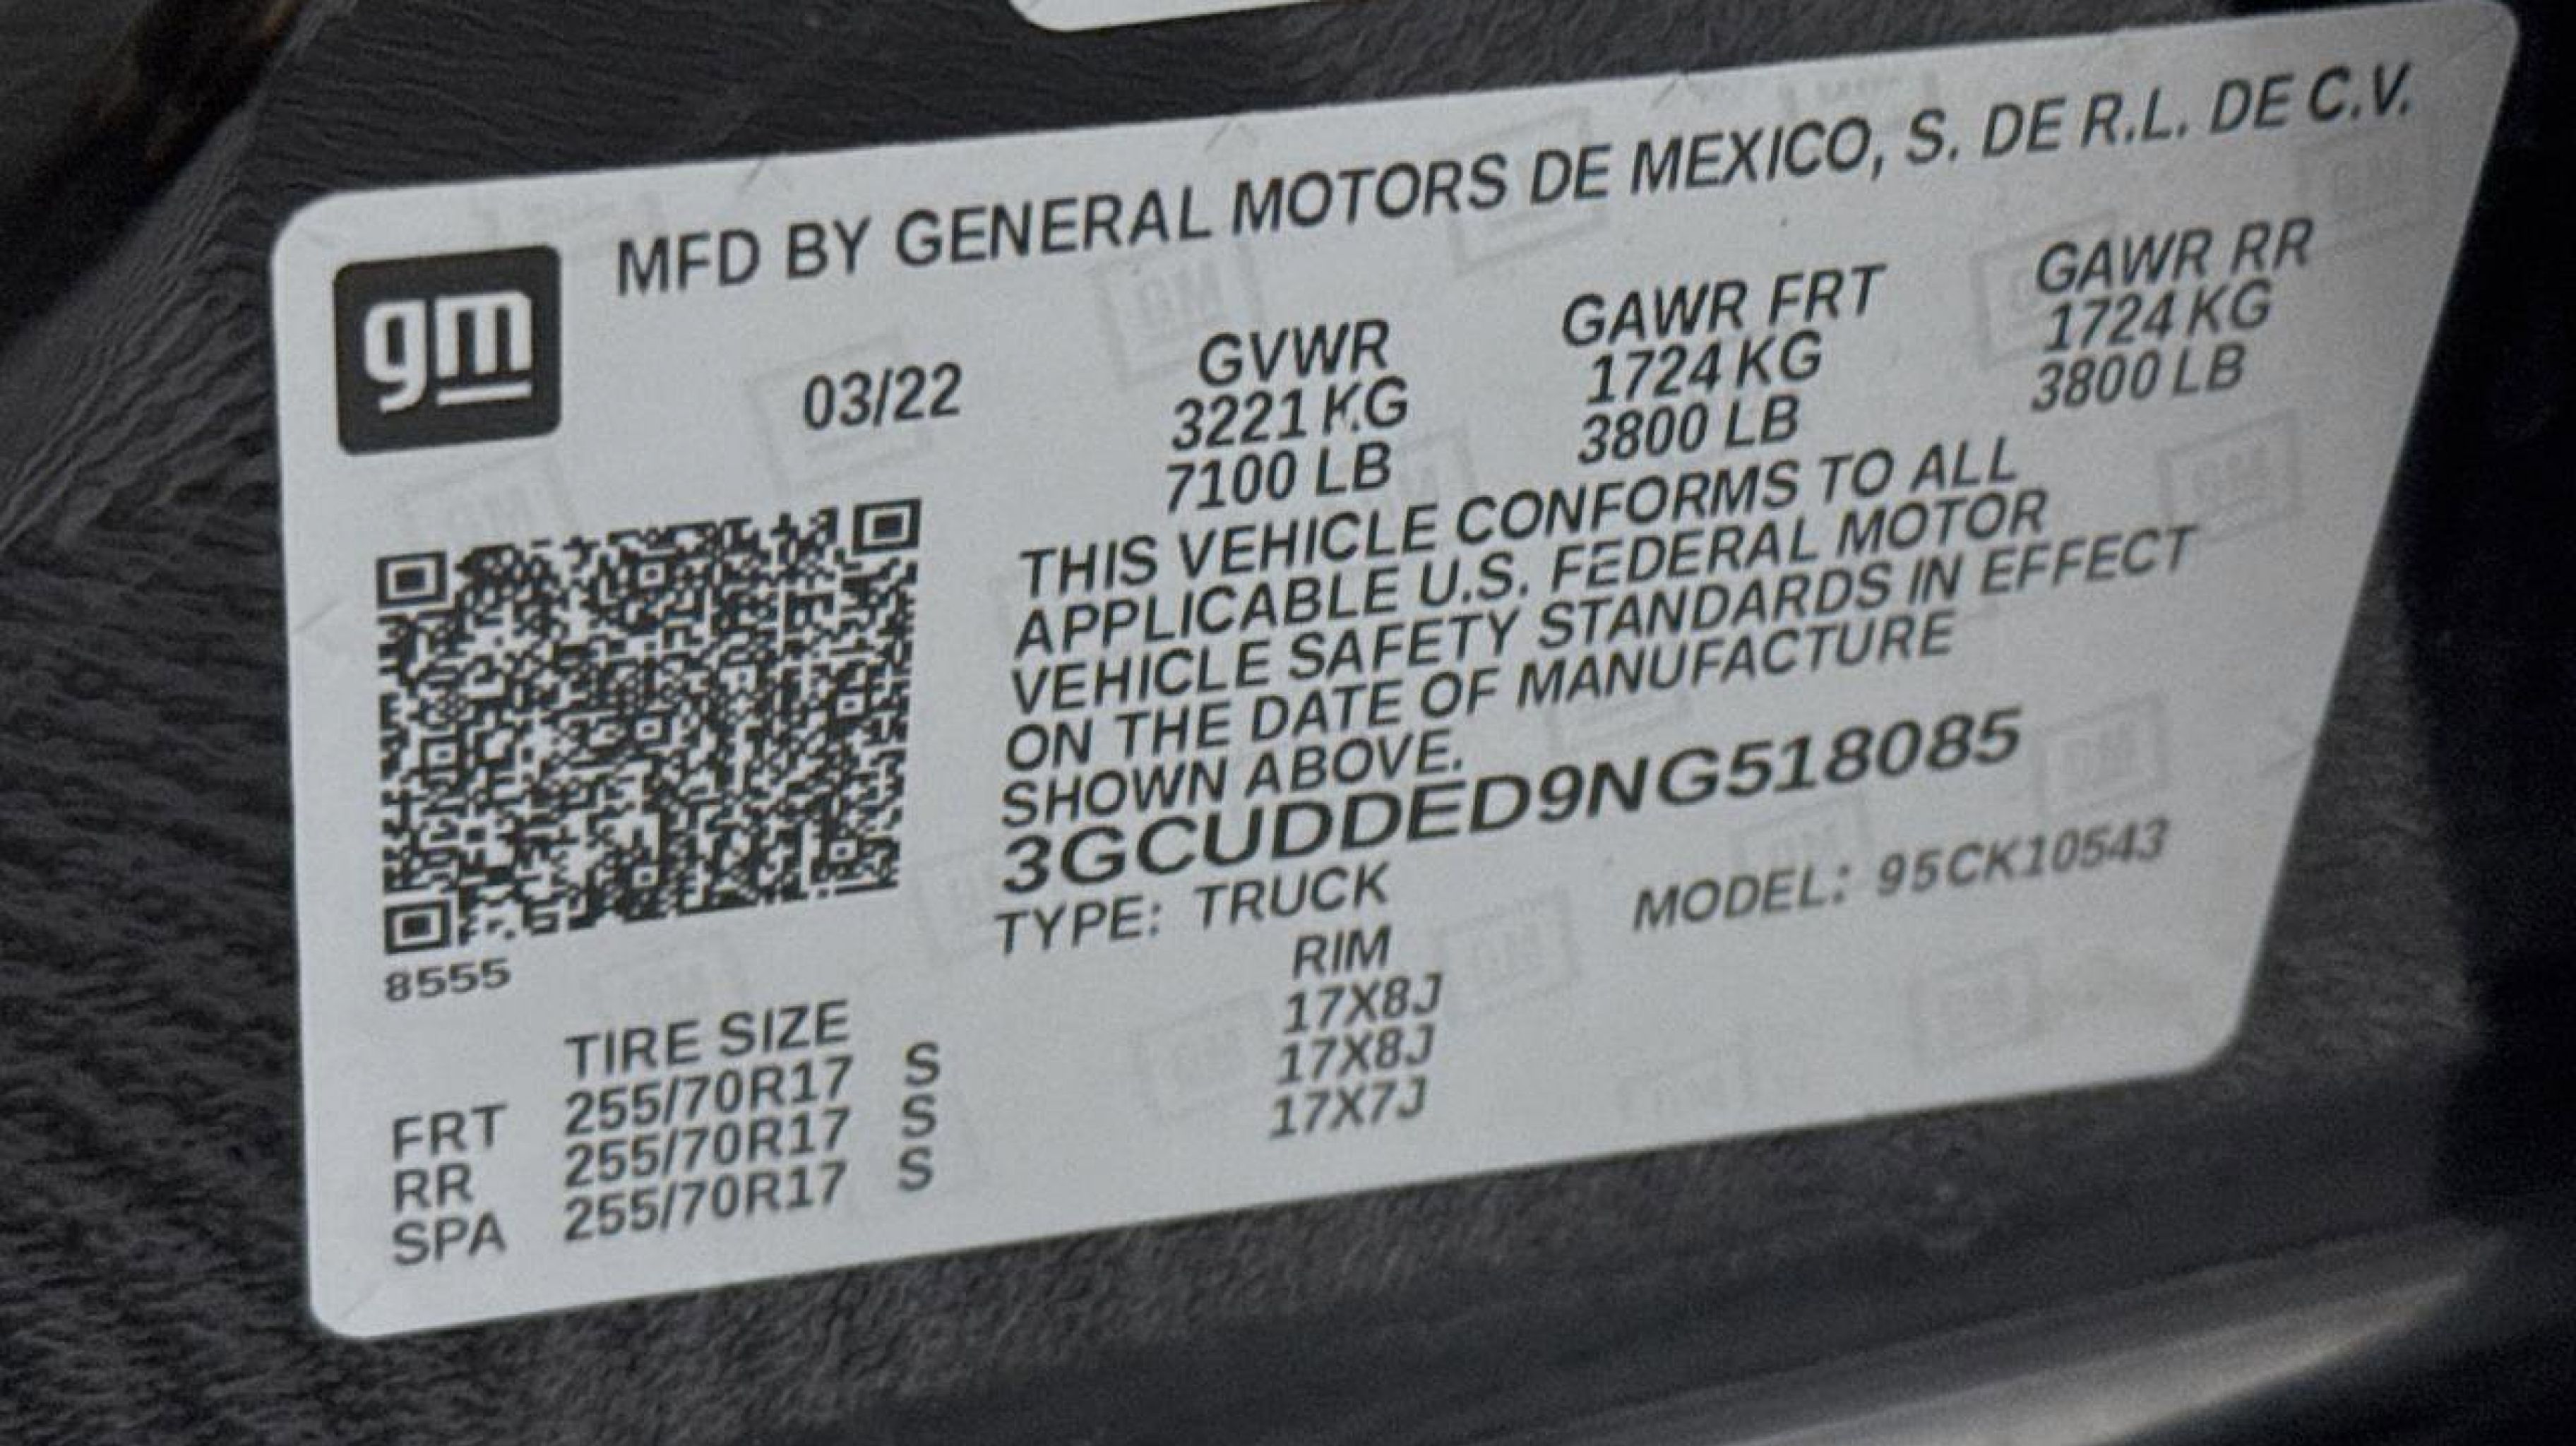 MFD BY GENERAL MOTORS DE MEXICO, S. DE R.L. DE C.V.
gm
03/22 GVWR GAWR FRT GAWR RR
3221 KG 1724 KG 1724 KG
7100 LB 3800 LB 3800 LB
THIS VEHICLE CONFORMS TO ALL
APPLICABLE U.S. FEDERAL MOTOR
VEHICLE SAFETY STANDARDS IN EFFECT
ON THE DATE OF MANUFACTURE
SHOWN ABOVE.
3GCUDDED9NG518085
TYPE: TRUCK MODEL: 95CK10543
8555
TIRE SIZE RIM
FRT 255/70R17 S 17X8J
RR 255/70R17 S 17X8J
SPA 255/70R17 S 17X7J